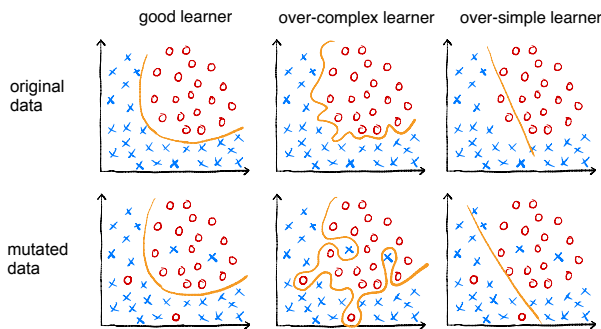 good learner
over-complex learner
over-simple learner
original
data
mutated
data